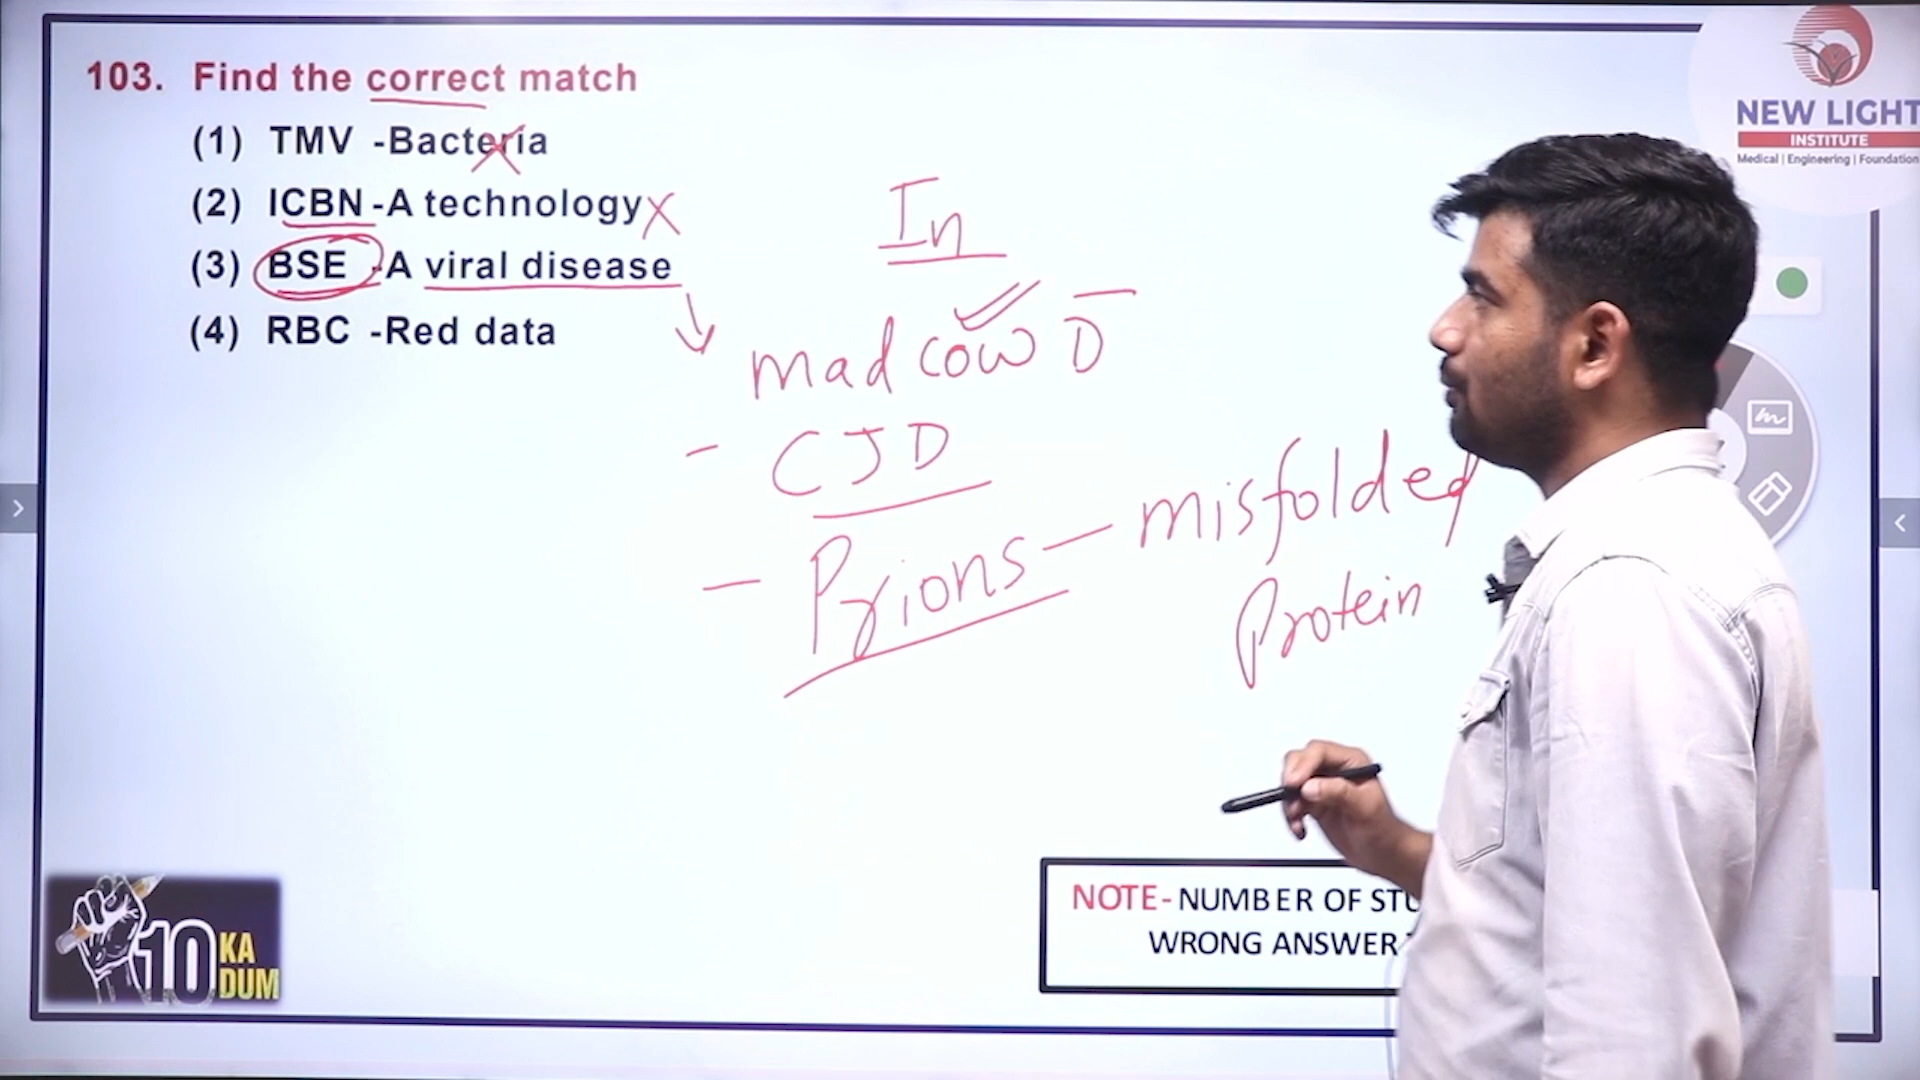 103. Find the correct match
(1) TMV -Bacteria
(2) ICBN -A technology
(3) BSE -A viral disease
(4) RBC -Red data
In
mad cow D
- CJD
- Prions - misfolded
Protein
NEW LIGHT
INSTITUTE
Medical | Engineering | Foundation
10 KA
DUM
NOTE- NUMBER OF
WRONG ANSWER